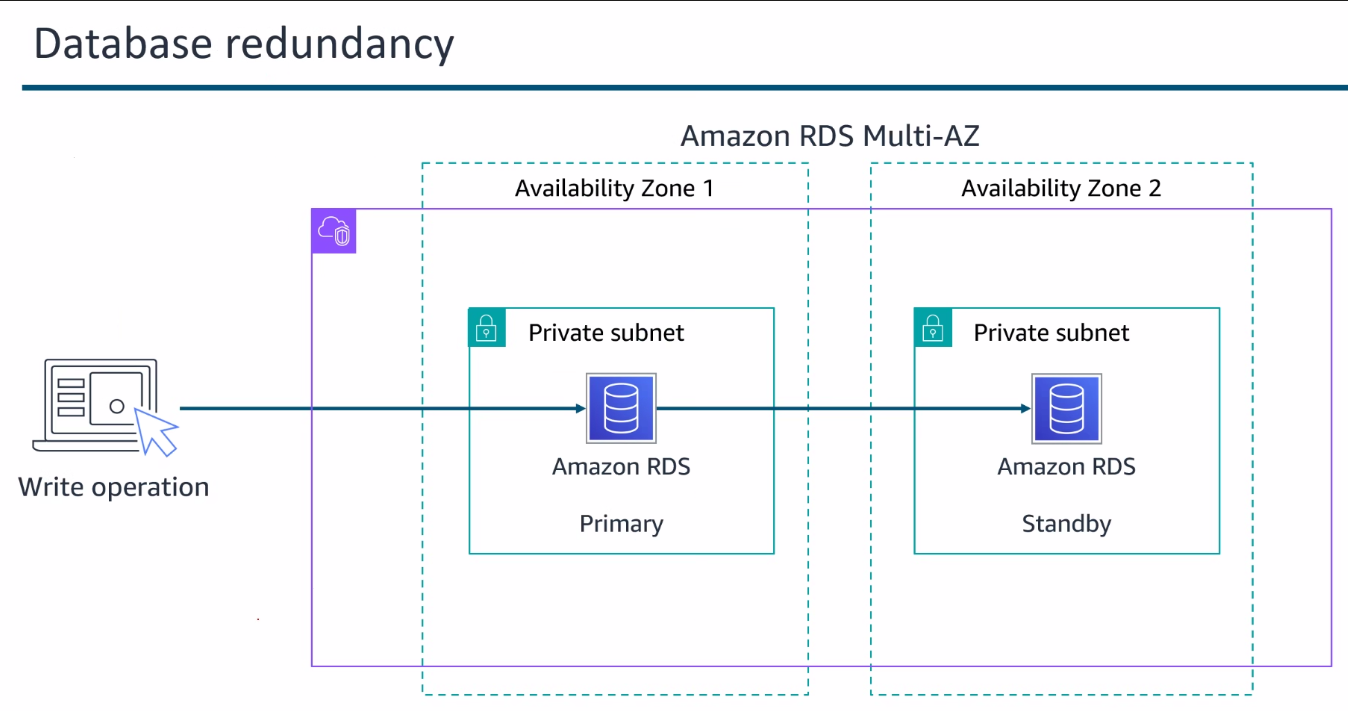 Database redundancy
Amazon RDS Multi-AZ
Availability Zone 1
Availability Zone 2
Private subnet
Private subnet
Amazon RDS
Amazon RDS
Write operation
Primary
Standby